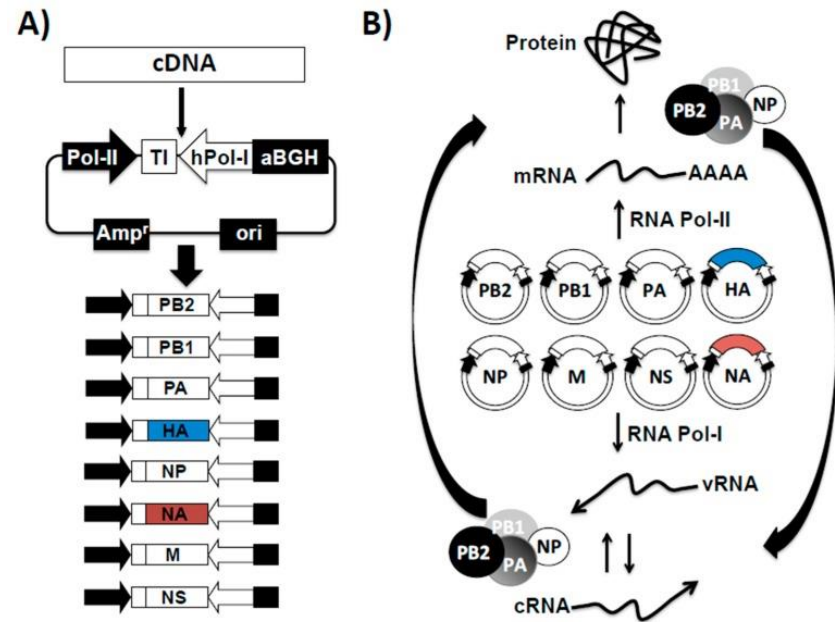 A)
cDNA
Pol-II TI hPol-I aBGH
Ampʳ ori
PB2
PB1
PA
HA
NP
NA
M
NS
B)
Protein
PB1
PB2 PA NP
mRNA AAAA
RNA Pol-II
PB2 PB1 PA HA
NP M NS NA
RNA Pol-I
vRNA
PB1
PB2 PA NP
cRNA